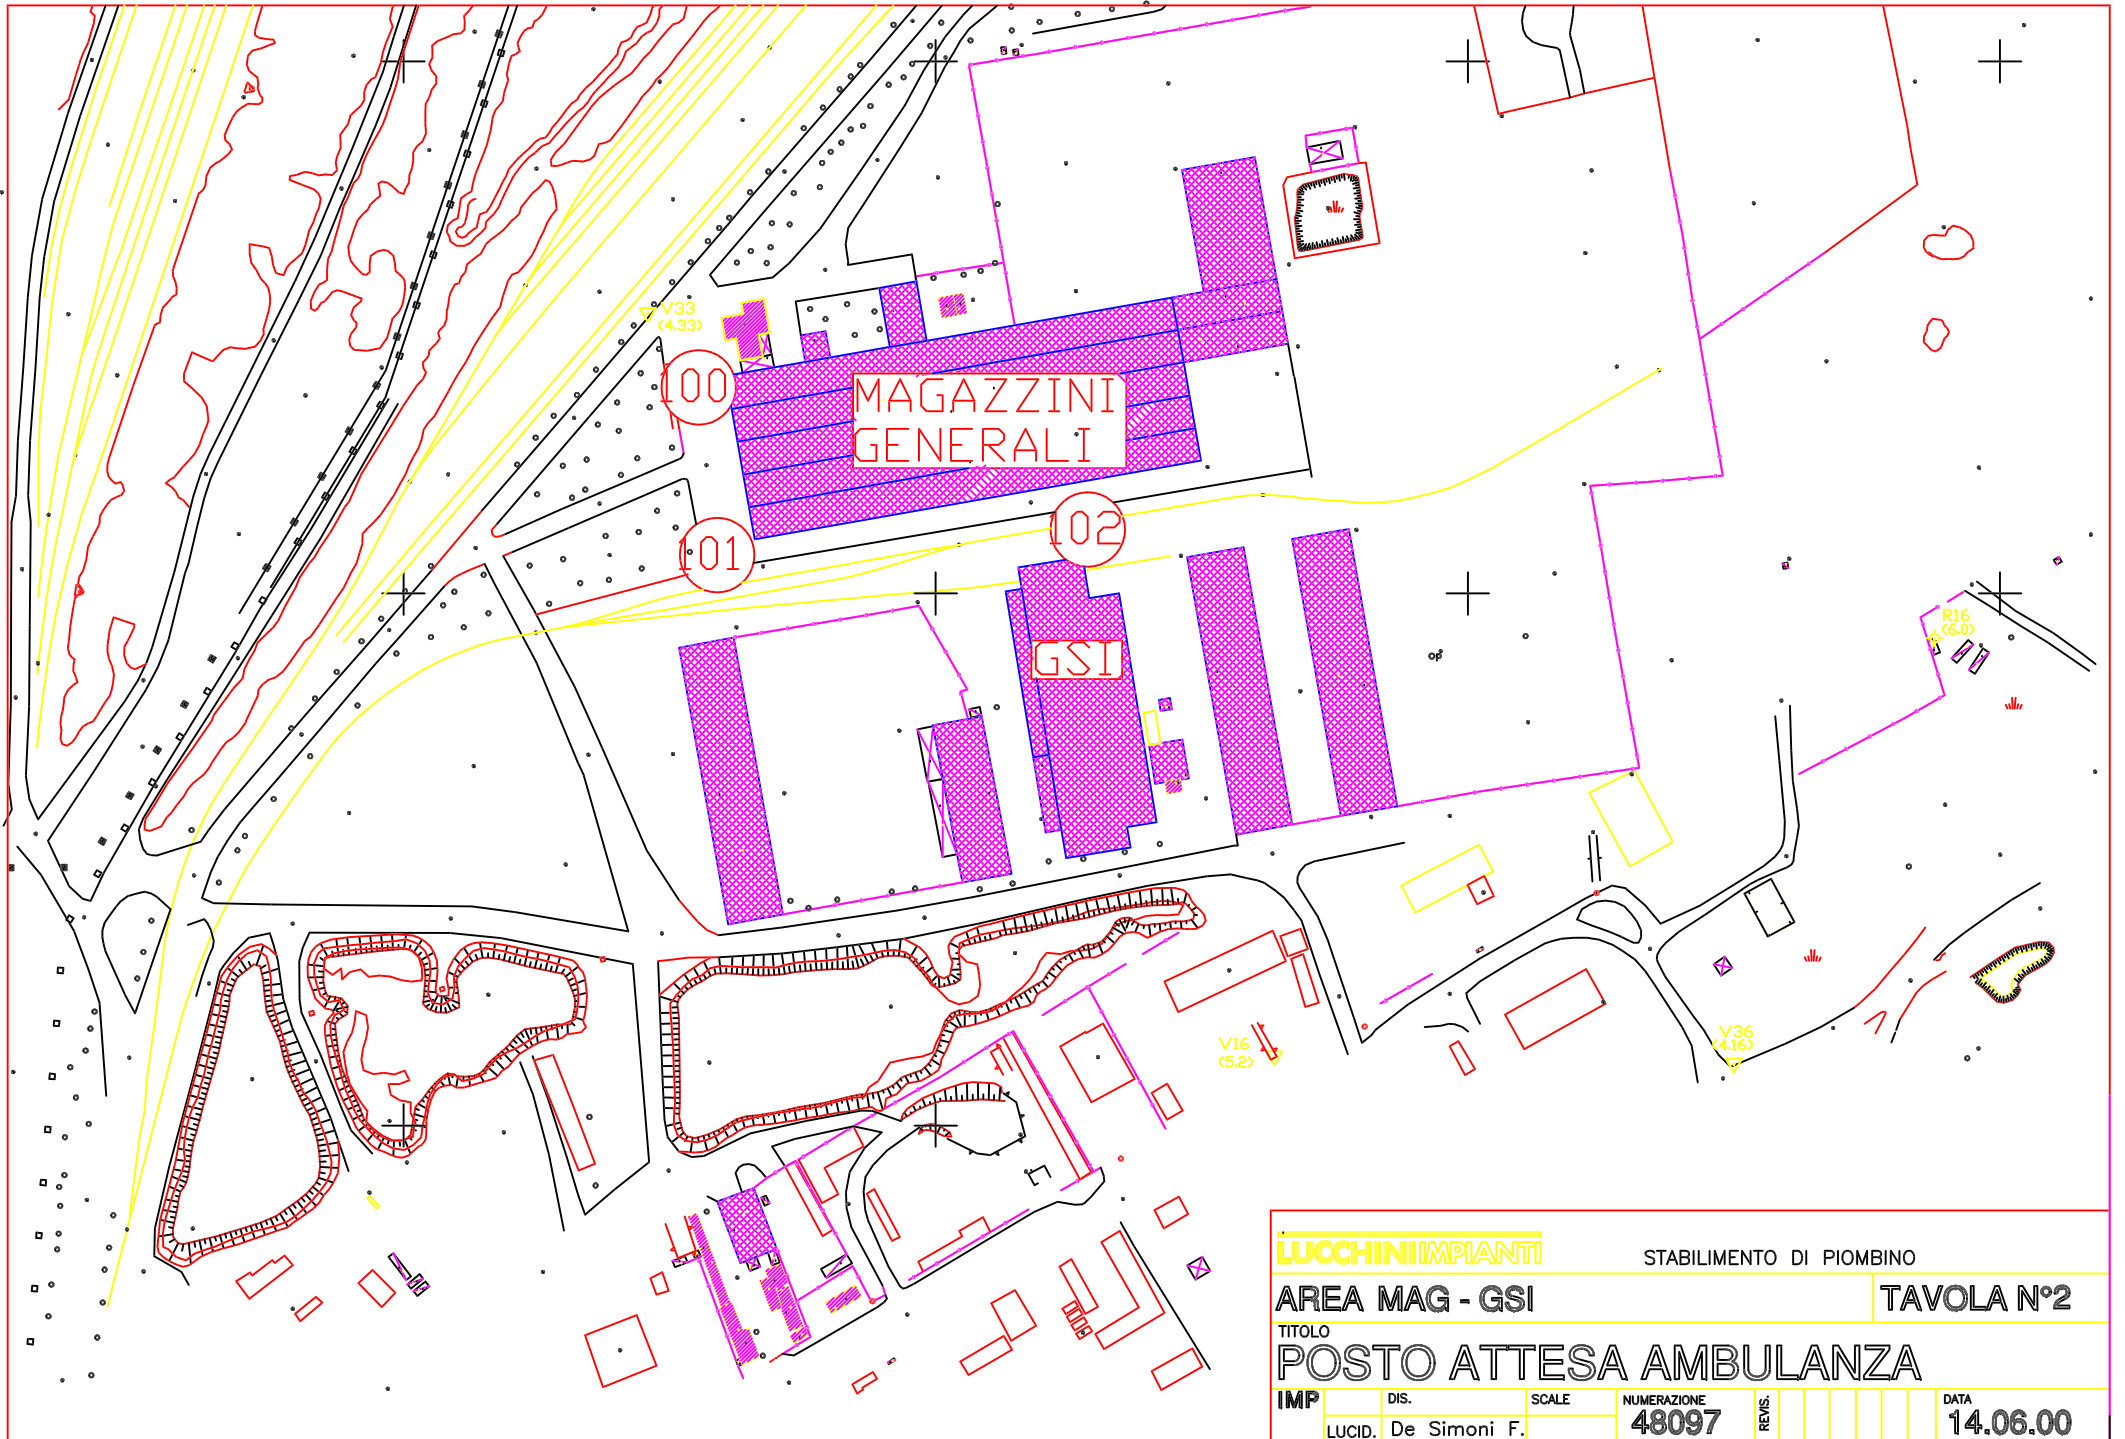 V33
(4.33)
100
MAGAZZINI
GENERALI
101
102
GSI
R16
(6.0)
V16
(5.2)
V36
(4.16)
LUCCHINI IMPIANTI
STABILIMENTO DI PIOMBINO
AREA MAG - GSI
TAVOLA N°2
TITOLO
POSTO ATTESA AMBULANZA
IMP
DIS.
SCALE
NUMERAZIONE
48097
REVIS.
DATA
14.06.00
LUCID.
De Simoni F.